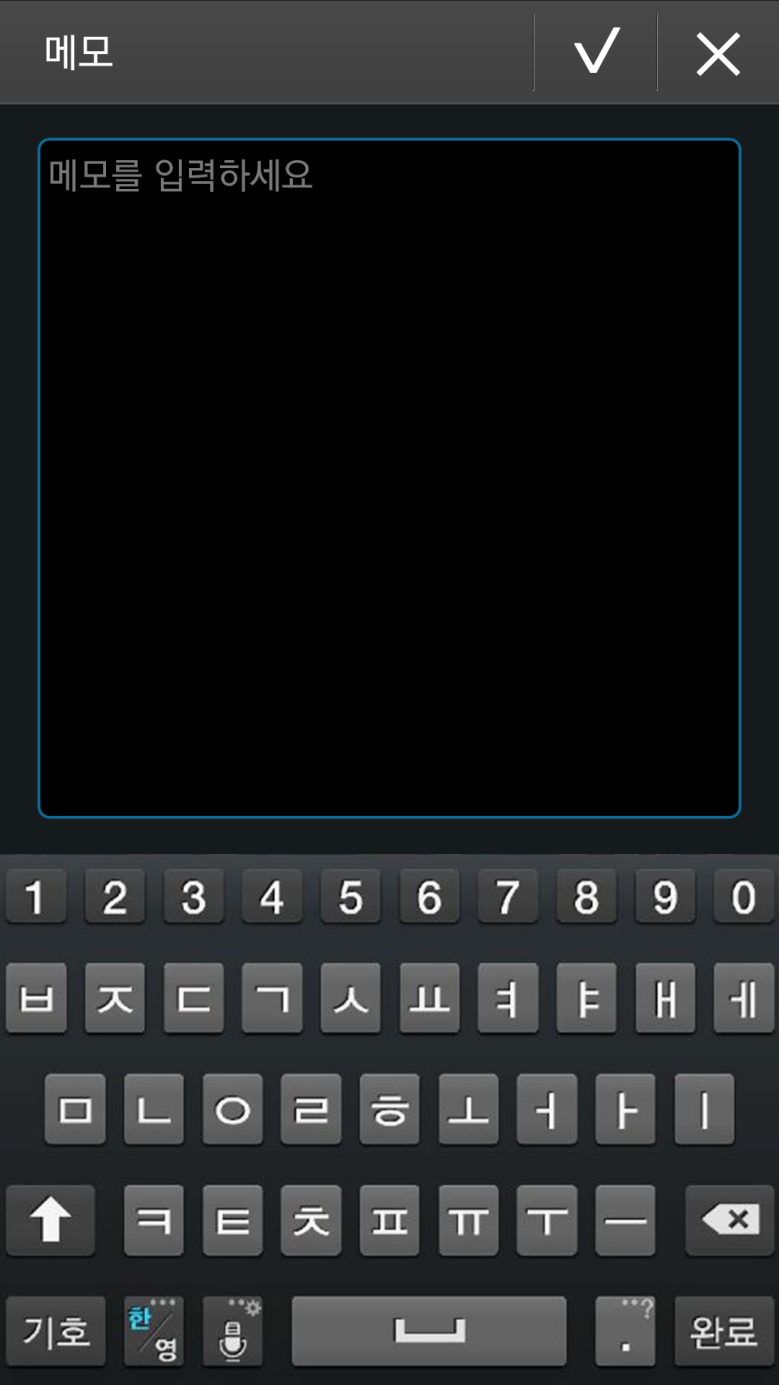 메모
메모를 입력하세요
1 2 3 4 5 6 7 8 9 0
ㅂ ㅈ ㄷ ㄱ ㅅ ㅛ ㅕ ㅑ ㅐ ㅔ
ㅁ ㄴ ㅇ ㄹ ㅎ ㅗ ㅓ ㅏ ㅣ
ㅋ ㅌ ㅊ ㅍ ㅠ ㅜ ㅡ
기호 한/영 . ? 완료